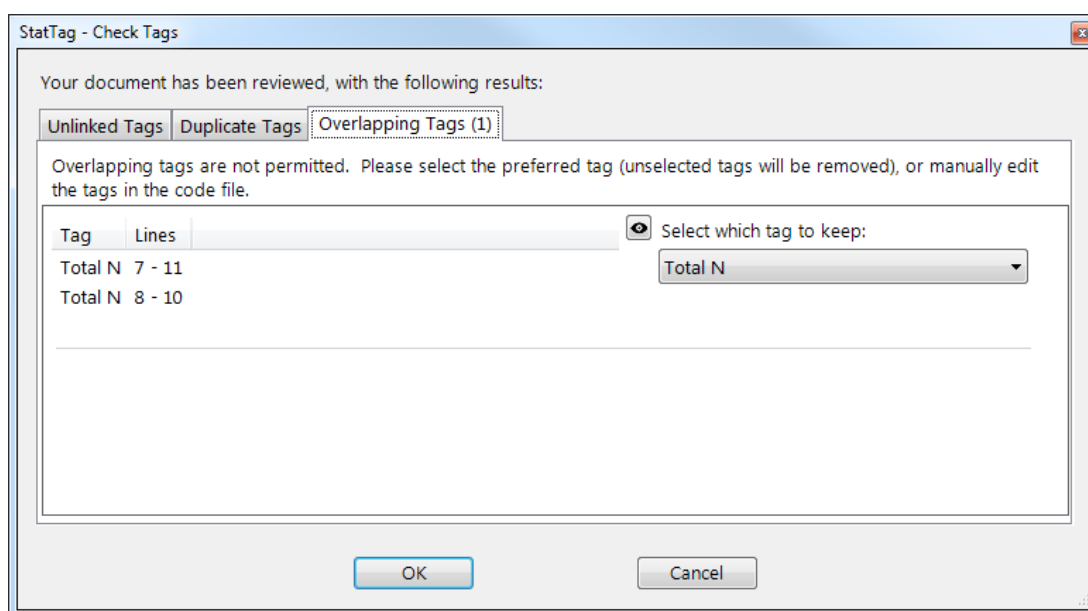 StatTag - Check Tags
Your document has been reviewed, with the following results:
Unlinked Tags Duplicate Tags Overlapping Tags (1)
Overlapping tags are not permitted. Please select the preferred tag (unselected tags will be removed), or manually edit
the tags in the code file.
Tag Lines
Total N 7 - 11
Total N 8 - 10
Select which tag to keep:
Total N
OK Cancel